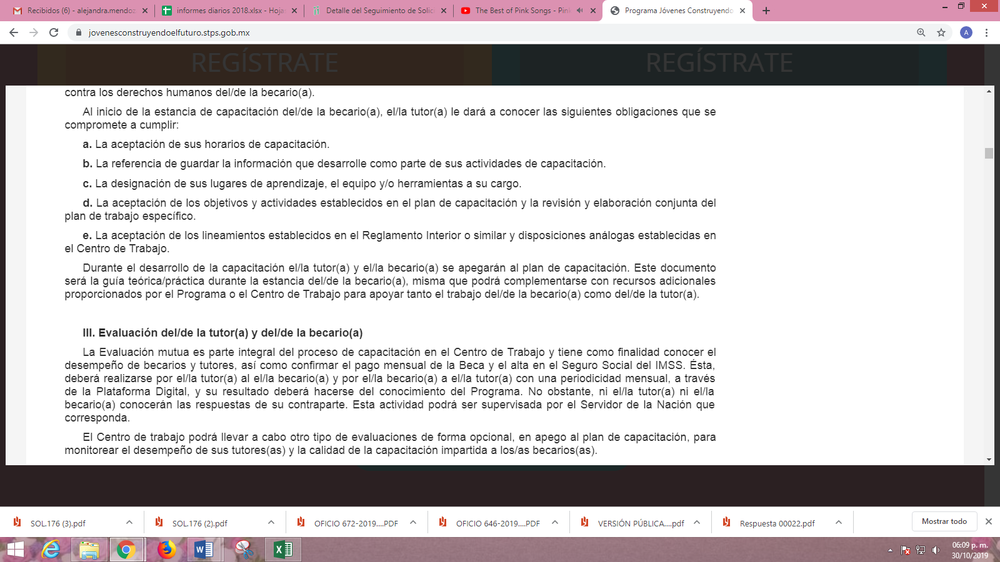 Recibidos (6) - alejandra.mendoz
informes diarios 2018.xlsx - Hoja
Detalle del Seguimiento de Solic
The Best of Pink Songs - Pin
Programa Jóvenes Construyendo
jovenesconstruyendoelfuturo.stps.gob.mx
A
REGÍSTRATE
REGÍSTRATE
contra los derechos humanos del/de la becario(a).
Al inicio de la estancia de capacitación del/de la becario(a), el/la tutor(a) le dará a conocer las siguientes obligaciones que se
compromete a cumplir:
a. La aceptación de sus horarios de capacitación.
b. La referencia de guardar la información que desarrolle como parte de sus actividades de capacitación.
c. La designación de sus lugares de aprendizaje, el equipo y/o herramientas a su cargo.
d. La aceptación de los objetivos y actividades establecidos en el plan de capacitación y la revisión y elaboración conjunta del
plan de trabajo específico.
e. La aceptación de los lineamientos establecidos en el Reglamento Interior o similar y disposiciones análogas establecidas en
el Centro de Trabajo.
Durante el desarrollo de la capacitación el/la tutor(a) y el/la becario(a) se apegarán al plan de capacitación. Este documento
será la guía teórica/práctica durante la estancia del/de la becario(a), misma que podrá complementarse con recursos adicionales
proporcionados por el Programa o el Centro de Trabajo para apoyar tanto el trabajo del/de la becario(a) como del/de la tutor(a).
III. Evaluación del/de la tutor(a) y del/de la becario(a)
La Evaluación mutua es parte integral del proceso de capacitación en el Centro de Trabajo y tiene como finalidad conocer el
desempeño de becarios y tutores, así como confirmar el pago mensual de la Beca y el alta en el Seguro Social del IMSS. Ésta,
deberá realizarse por el/la tutor(a) al el/la becario(a) y por el/la becario(a) a el/la tutor(a) con una periodicidad mensual, a través
de la Plataforma Digital, y su resultado deberá hacerse del conocimiento del Programa. No obstante, ni el/la tutor(a) ni el/la
becario(a) conocerán las respuestas de su contraparte. Esta actividad podrá ser supervisada por el Servidor de la Nación que
corresponda.
El Centro de trabajo podrá llevar a cabo otro tipo de evaluaciones de forma opcional, en apego al plan de capacitación, para
monitorear el desempeño de sus tutores(as) y la calidad de la capacitación impartida a los/as becarios(as).
SOL.176 (3).pdf
SOL.176 (2).pdf
OFICIO 672-2019....PDF
OFICIO 646-2019....PDF
VERSIÓN PÚBLICA....pdf
Respuesta 00022.pdf
Mostrar todo
06:09 p. m.
30/10/2019